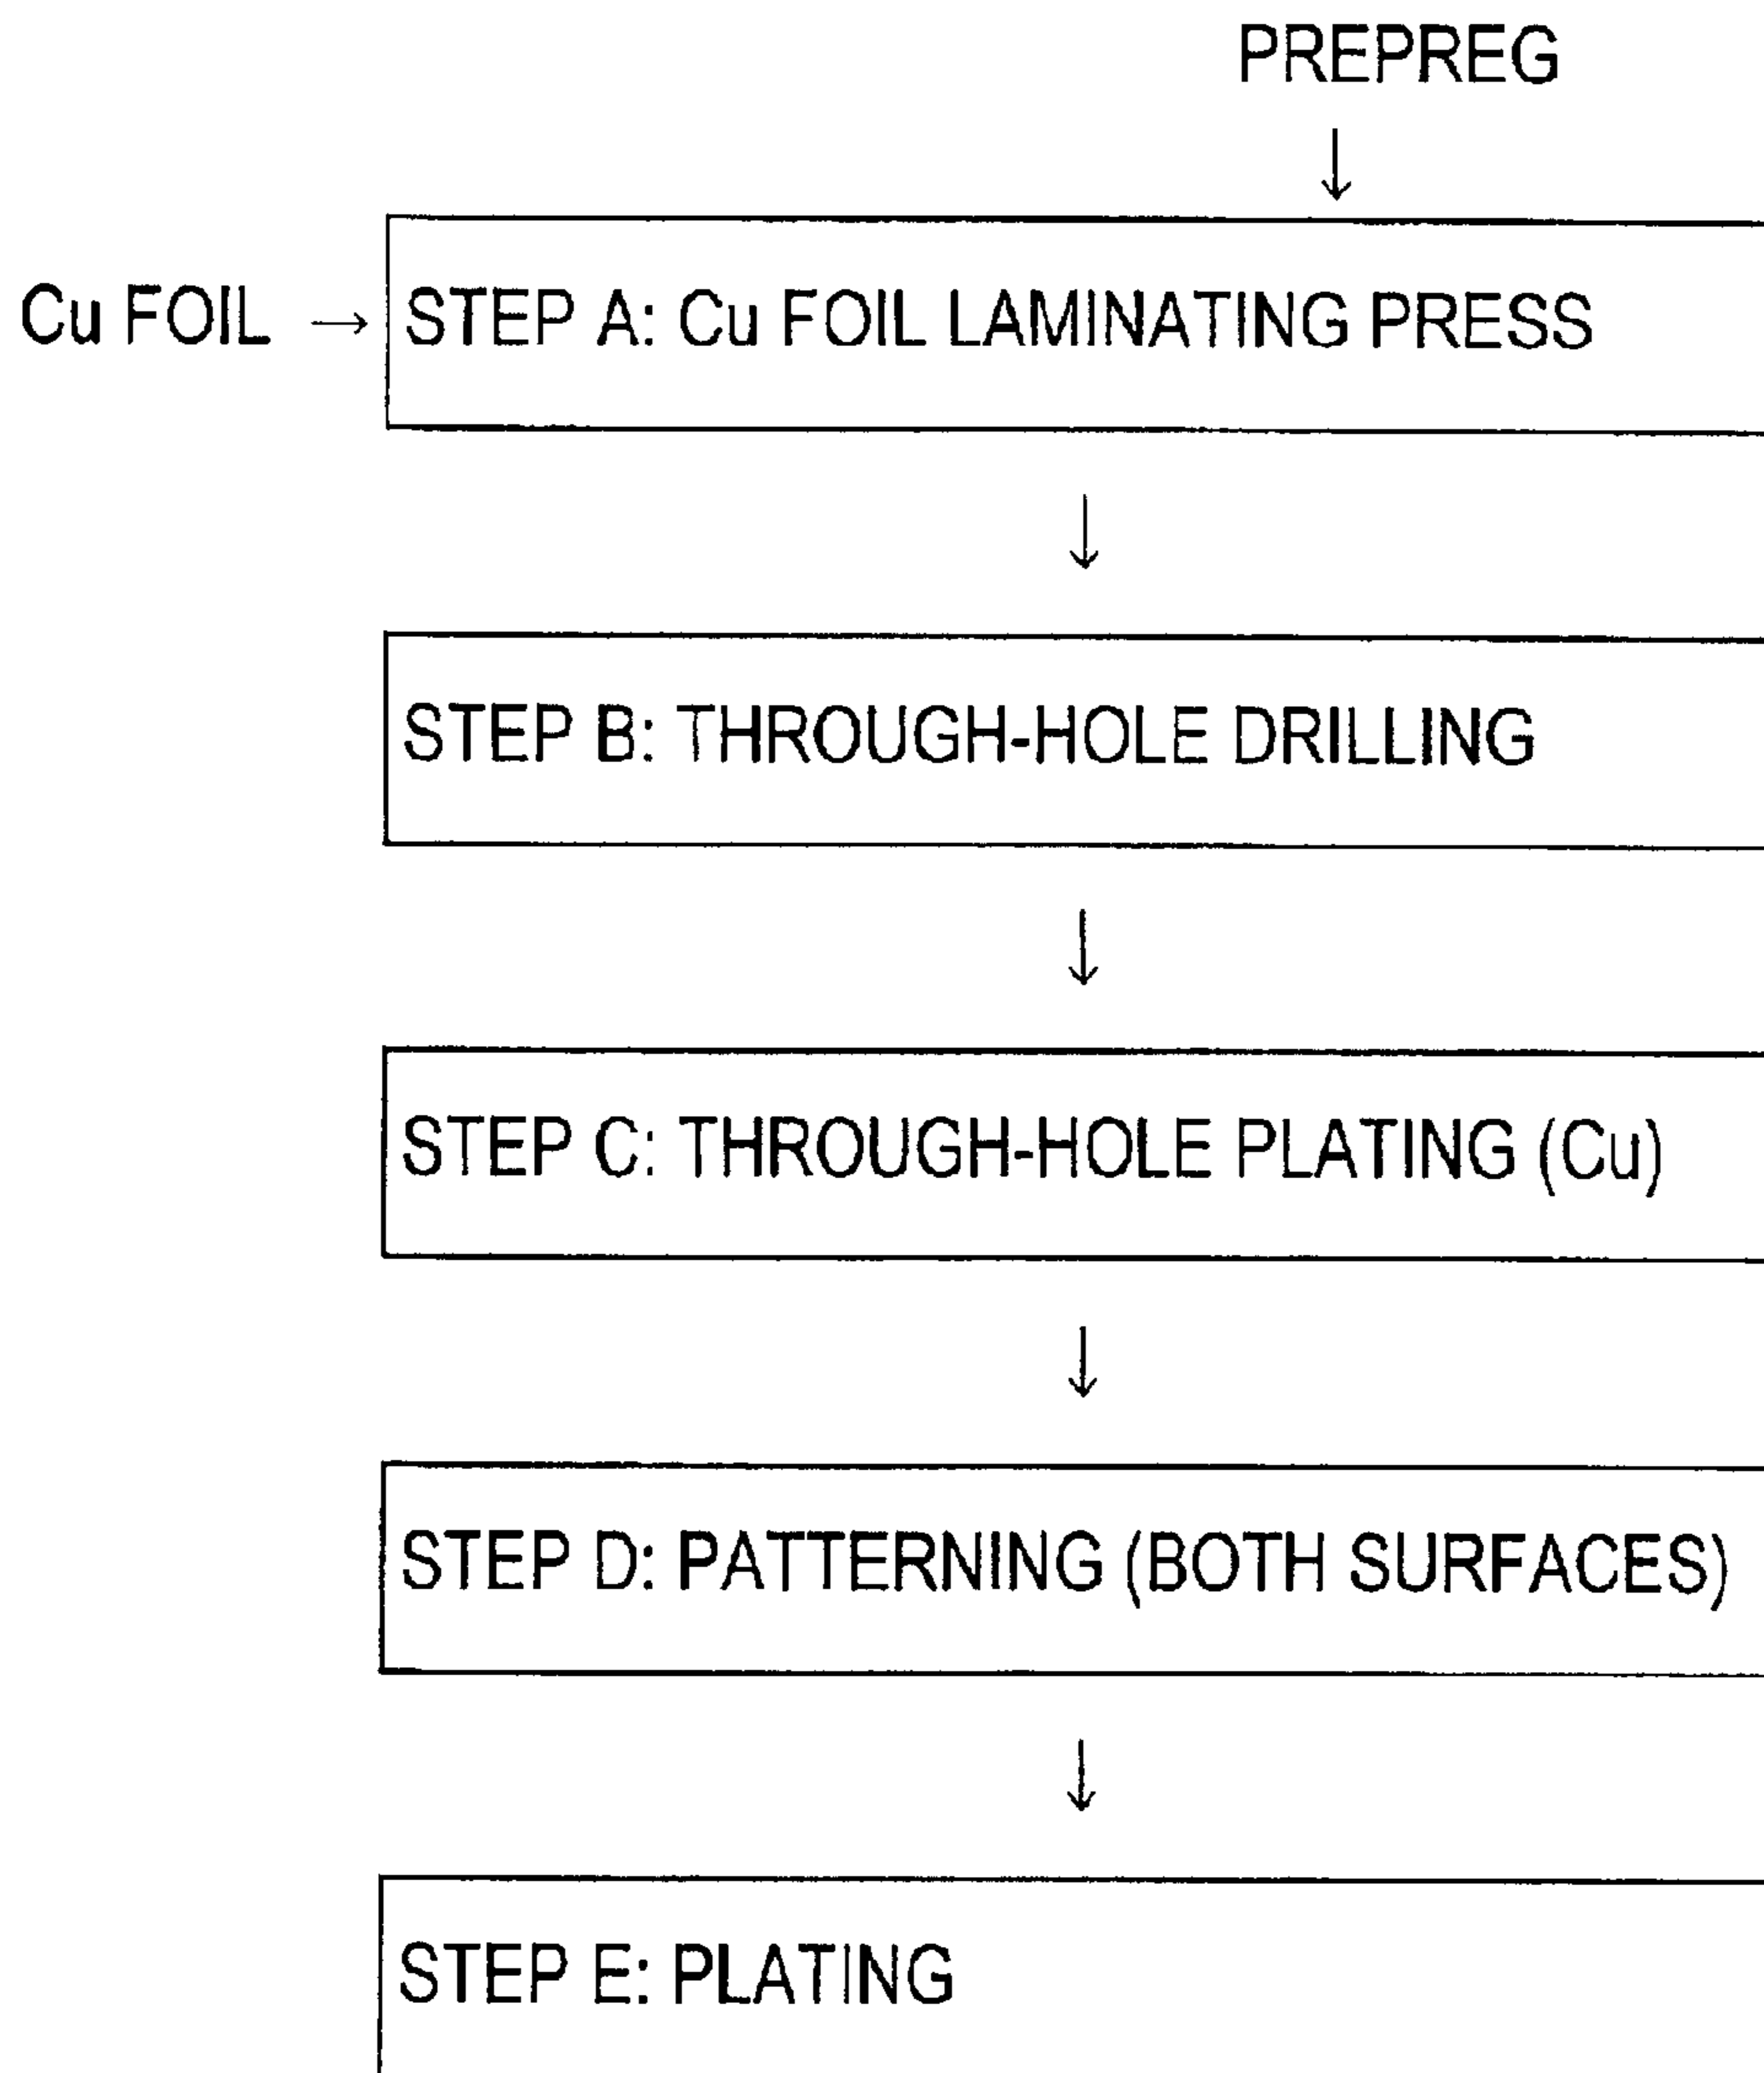 PREPREG
Cu FOIL
STEP A: Cu FOIL LAMINATING PRESS
STEP B: THROUGH-HOLE DRILLING
STEP C: THROUGH-HOLE PLATING (Cu)
STEP D: PATTERNING (BOTH SURFACES)
STEP E: PLATING